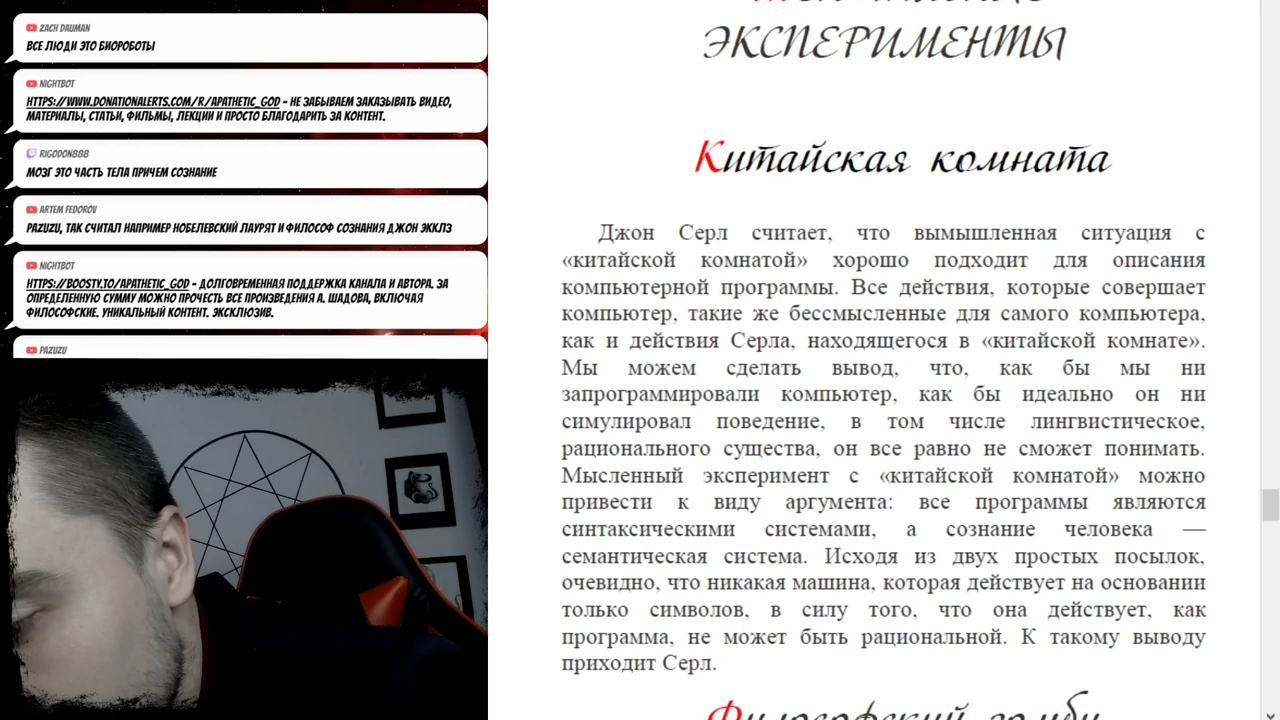 ZACH DAUMAN
ВСЕ ЛЮДИ ЭТО БИОРОБОТЫ
NIGHTBOT
HTTPS://WWW.DONATIONALERTS.COM/R/APATHETIC_GOD - НЕ ЗАБЫВАЕМ ЗАКАЗЫВАТЬ ВИДЕО,
МАТЕРИАЛЫ, СТАТЬИ, ФИЛЬМЫ, ЛЕКЦИИ И ПРОСТО БЛАГОДАРИТЬ ЗА КОНТЕНТ.
RIGODON888
МОЗГ ЭТО ЧАСТЬ ТЕЛА ПРИЧЕМ СОЗНАНИЕ
ARTEM FEDOROV
PAZUZU, ТАК СЧИТАЛ НАПРИМЕР НОБЕЛЕВСКИЙ ЛАУРЯТ И ФИЛОСОФ СОЗНАНИЯ ДЖОН ЭККЛЗ
NIGHTBOT
HTTPS://BOOSTY.TO/APATHETIC_GOD - ДОЛГОВРЕМЕННАЯ ПОДДЕРЖКА КАНАЛА И АВТОРА. ЗА
ОПРЕДЕЛЕННУЮ СУММУ МОЖНО ПРОЧЕСТЬ ВСЕ ПРОИЗВЕДЕНИЯ А. ШАДОВА, ВКЛЮЧАЯ
ФИЛОСОФСКИЕ. УНИКАЛЬНЫЙ КОНТЕНТ. ЭКСКЛЮЗИВ.
PAZUZU
ЭКСПЕРИМЕНТЫ
Китайская комната
Джон Серл считает, что вымышленная ситуация с
«китайской комнатой» хорошо подходит для описания
компьютерной программы. Все действия, которые совершает
компьютер, такие же бессмысленные для самого компьютера,
как и действия Серла, находящегося в «китайской комнате».
Мы можем сделать вывод, что, как бы мы ни
запрограммировали компьютер, как бы идеально он ни
симулировал поведение, в том числе лингвистическое,
рационального существа, он все равно не сможет понимать.
Мысленный эксперимент с «китайской комнатой» можно
привести к виду аргумента: все программы являются
синтаксическими системами, а сознание человека —
семантическая система. Исходя из двух простых посылок,
очевидно, что никакая машина, которая действует на основании
только символов, в силу того, что она действует, как
программа, не может быть рациональной. К такому выводу
приходит Серл.